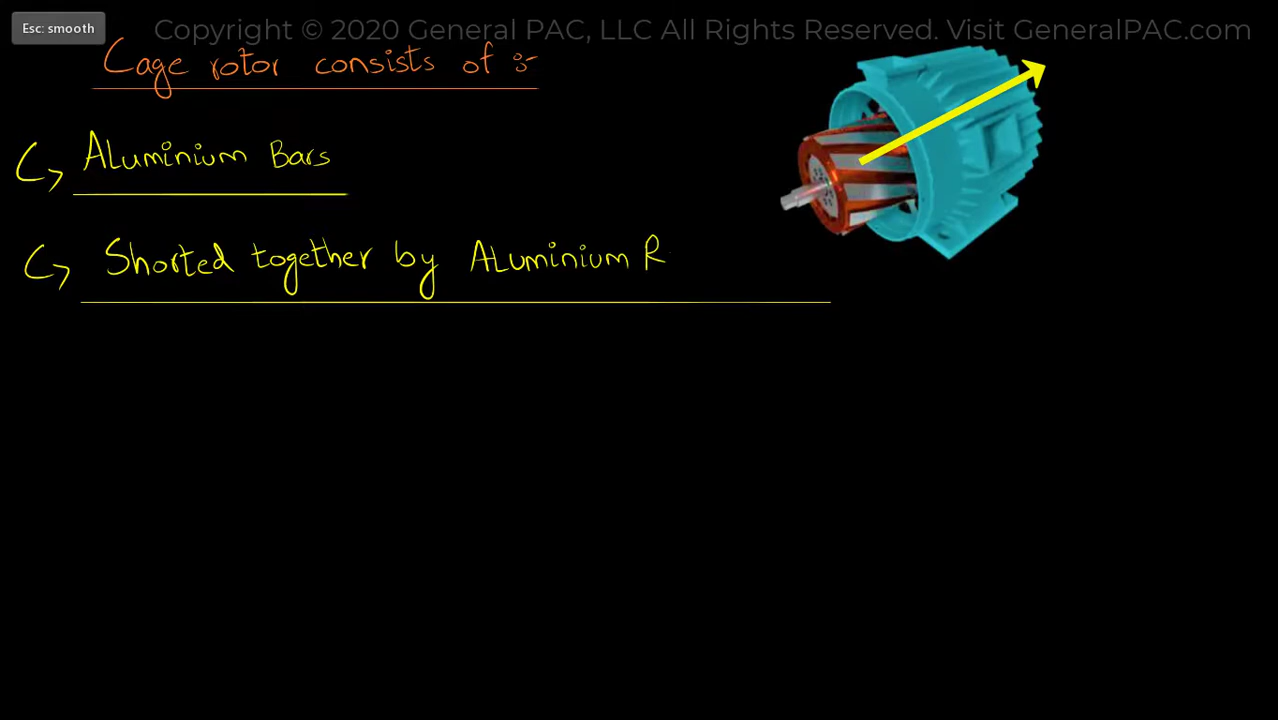 Esc: smooth
Copyright © 2020 General PAC, LLC All Rights Reserved. Visit GeneralPAC.com
Cage rotor consists of :-
ALuminium Bars
Shorted together by ALuminium R